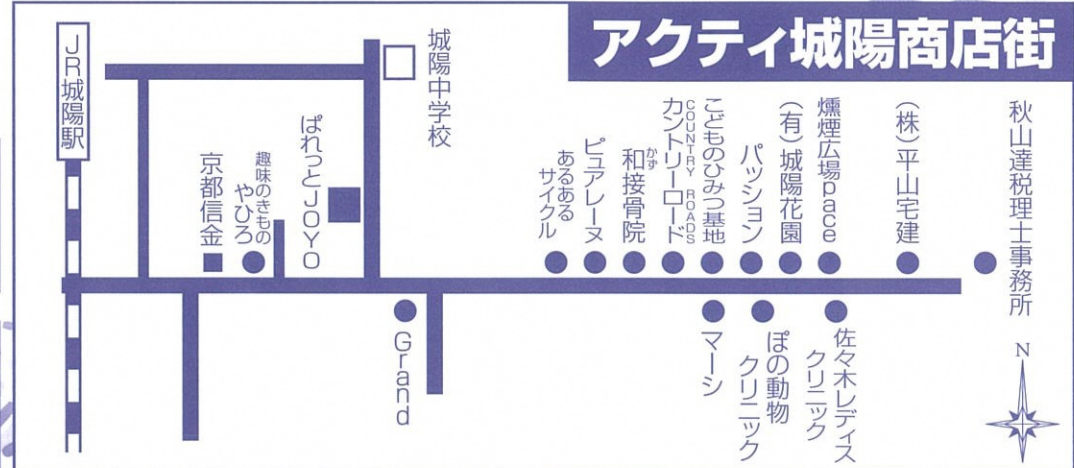 アクティ城陽商店街
JR城陽駅
城陽中学校
ぱれっとJOYO
京都信金
趣味のきもの
やひろ
あるある
サイクル
ピュアレーヌ
かず
和接骨院
COUNTRY ROADS
カントリーロード
こどものひみつ基地
パッション
(有)城陽花園
燻煙広場pace
(株)平山宅建
秋山達税理士事務所
Grand
マーシ
ぽの動物
クリニック
佐々木レディス
クリニック
N